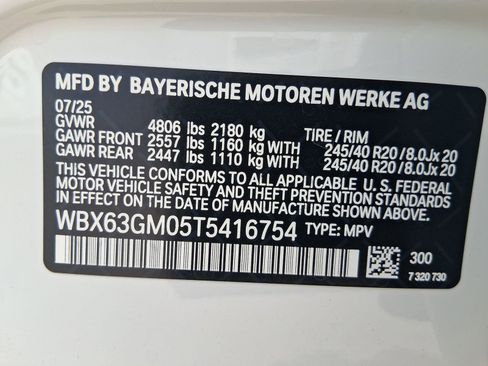 MFD BY BAYERISCHE MOTOREN WERKE AG
07/25
GVWR 4806 lbs 2180 kg TIRE / RIM
GAWR FRONT 2557 lbs 1160 kg WITH 245/40 R20 / 8.0Jx 20
GAWR REAR 2447 lbs 1110 kg WITH 245/40 R20 / 8.0Jx 20
THIS VEHICLE CONFORMS TO ALL APPLICABLE U. S. FEDERAL
MOTOR VEHICLE SAFETY AND THEFT PREVENTION STANDARDS
IN EFFECT ON THE DATE OF MANUFACTURE SHOWN ABOVE.
WBX63GM05T5416754 TYPE: MPV
300
7 320 730